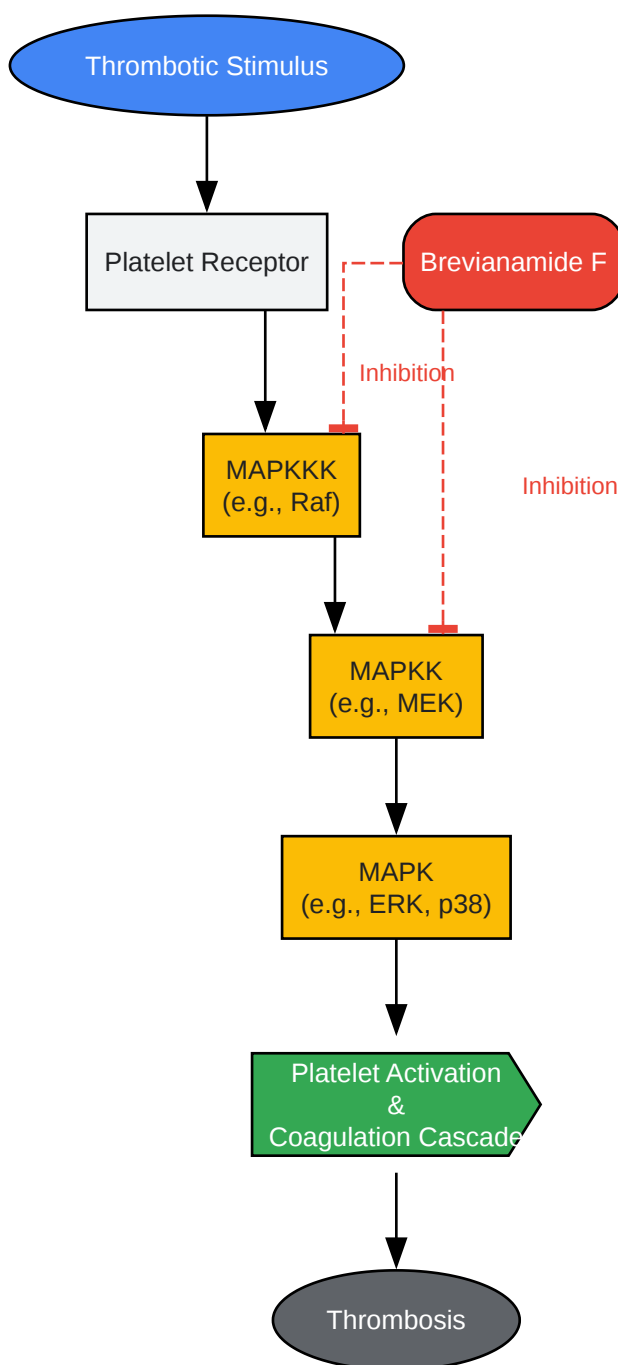 Thrombotic Stimulus
Platelet Receptor
Brevianamide F
Inhibition
MAPKKK
(e.g., Raf)
Inhibition
MAPKK
(e.g., MEK)
MAPK
(e.g., ERK, p38)
Platelet Activation
&
Coagulation Cascade
Thrombosis